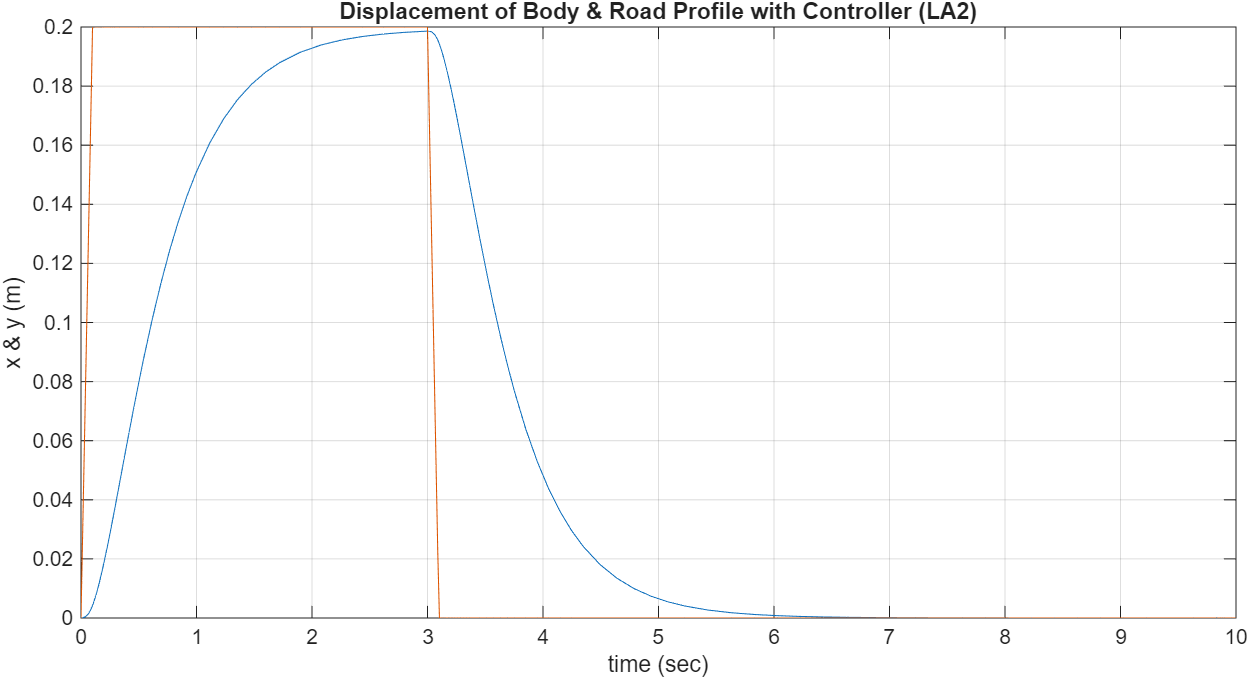 Displacement of Body & Road Profile with Controller (LA2)
0.2
0.18
0.16
0.14
0.12
0.1
0.08
0.06
0.04
0.02
0
x & y (m)
0 1 2 3 4 5 6 7 8 9 10
time (sec)